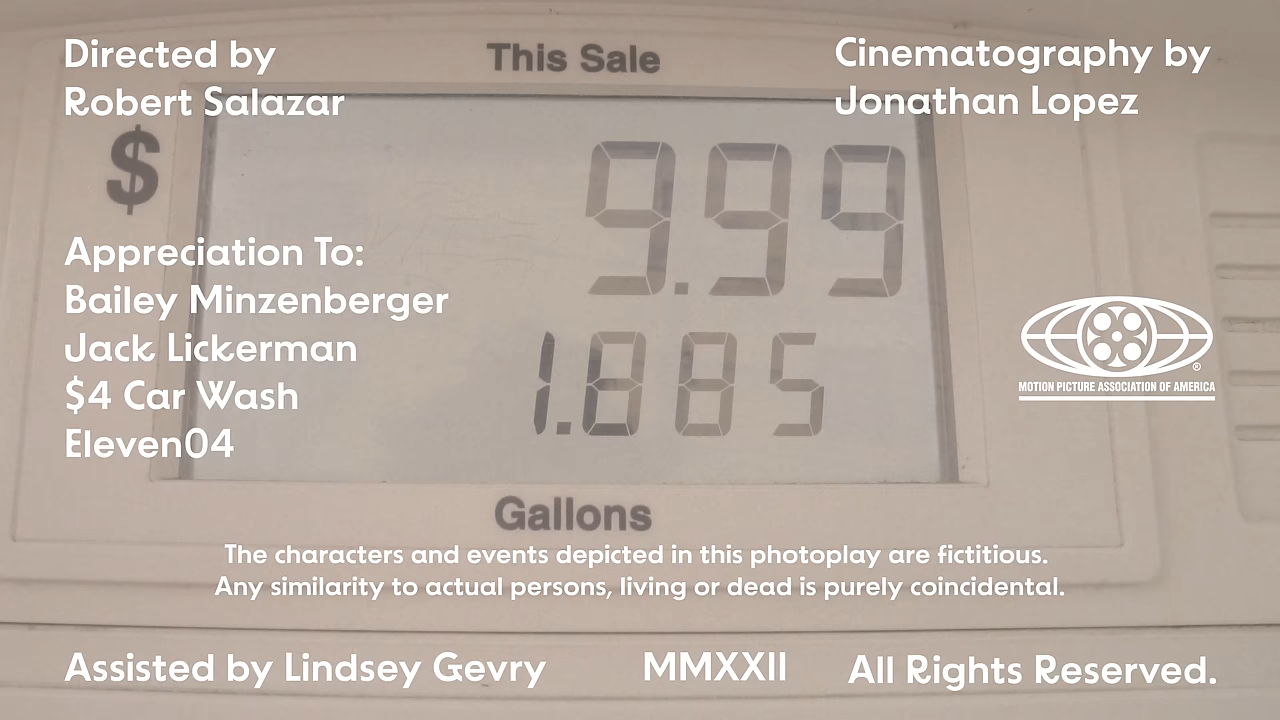 Directed by
Robert Salazar
This Sale
Cinematography by
Jonathan Lopez
$
9.99
Appreciation To:
Bailey Minzenberger
Jack Lickerman
$4 Car Wash
Eleven04
1.885
®
MOTION PICTURE ASSOCIATION OF AMERICA
Gallons
The characters and events depicted in this photoplay are fictitious.
Any similarity to actual persons, living or dead is purely coincidental.
Assisted by Lindsey Gevry
MMXXII
All Rights Reserved.